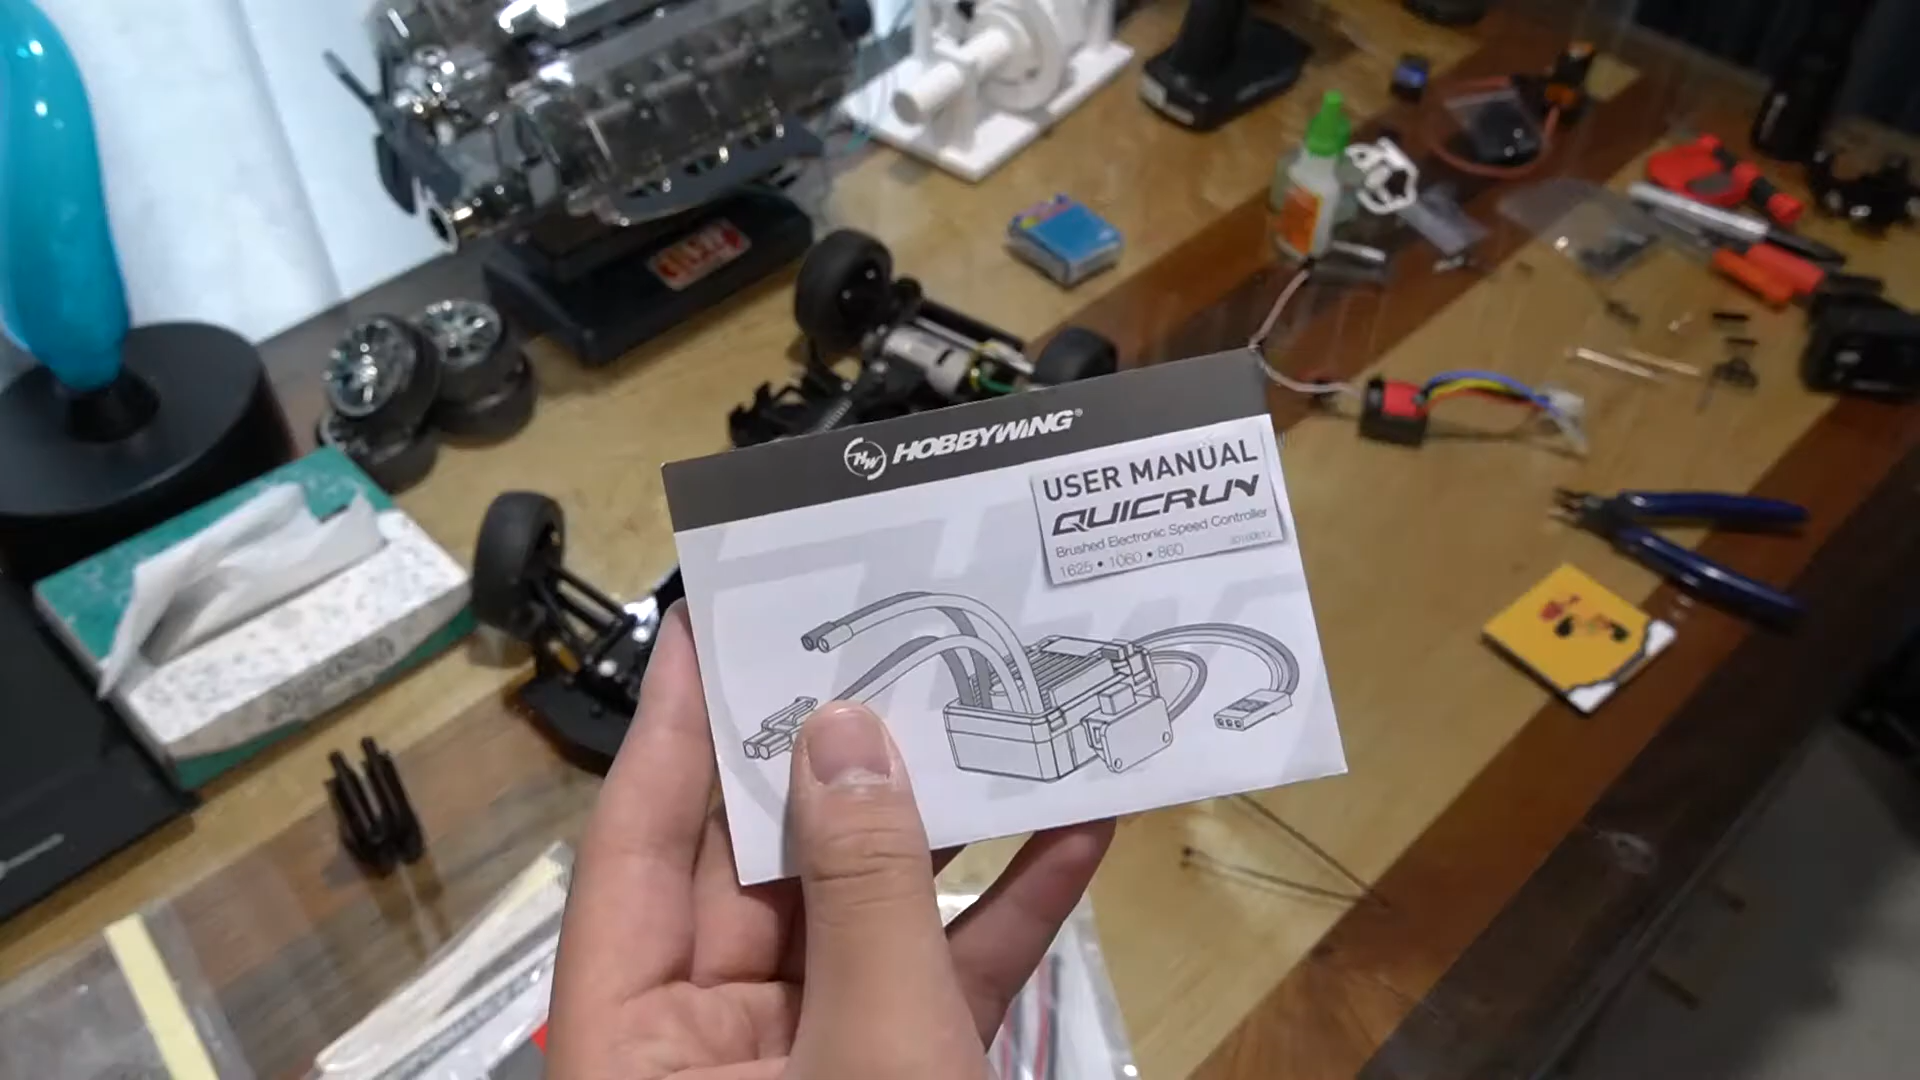 HOBBYWING®
USER MANUAL
QUICRUN
Brushed Electronic Speed Controller
1625 • 1060 • 860